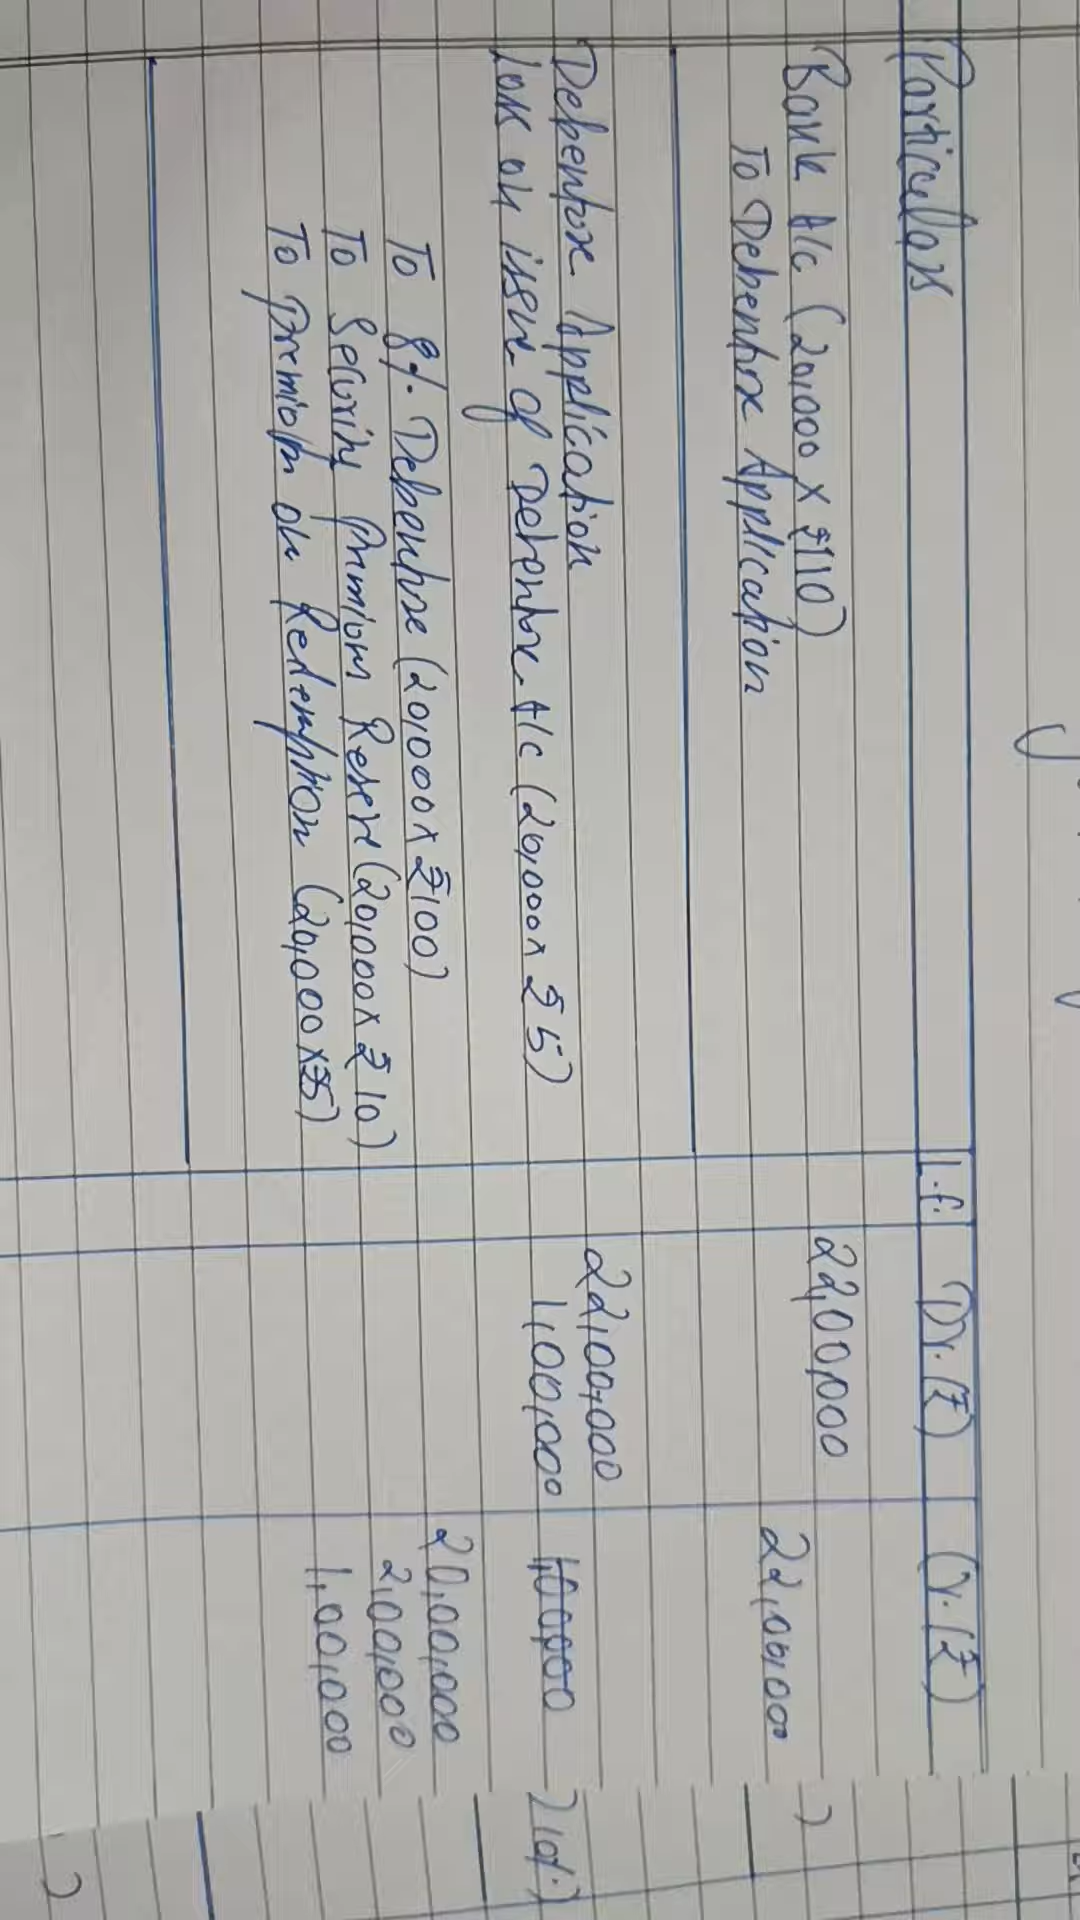 Particulars L.f. Dr. (₹) Cr. (₹)
Bank A/c (20,000 x ₹110) 22,00,000
To Debenture Application 22,00,000
Debenture Application 22,00,000
Loss on issue of Debenture A/c (20,000 x ₹5) 1,00,000
To 8%. Debenture (20,000 x ₹100) 20,00,000
To Security Premium Reserve (20,000 x ₹10) 2,00,000
To Premium on Redemption (20,000 x ₹5) 1,00,000